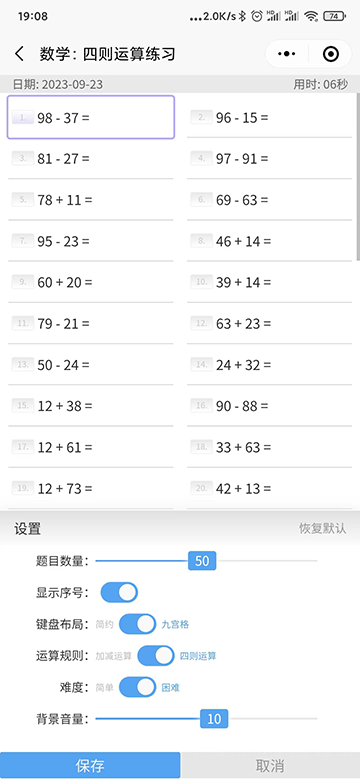 19:08 ...2.0K/s HD HD 74
数学：四则运算练习
日期: 2023-09-23 用时: 06秒
1. 98 - 37 = 2. 96 - 15 =
3. 81 - 27 = 4. 97 - 91 =
5. 78 + 11 = 6. 69 - 63 =
7. 95 - 23 = 8. 46 + 14 =
9. 60 + 20 = 10. 39 + 14 =
11. 79 - 21 = 12. 63 + 23 =
13. 50 - 24 = 14. 24 + 32 =
15. 12 + 38 = 16. 90 - 88 =
17. 12 + 61 = 18. 33 + 63 =
19. 12 + 73 = 20. 42 + 13 =
设置 恢复默认
题目数量： 50
显示序号：
键盘布局： 简约 九宫格
运算规则： 加减运算 四则运算
难度： 简单 困难
背景音量： 10
保存 取消